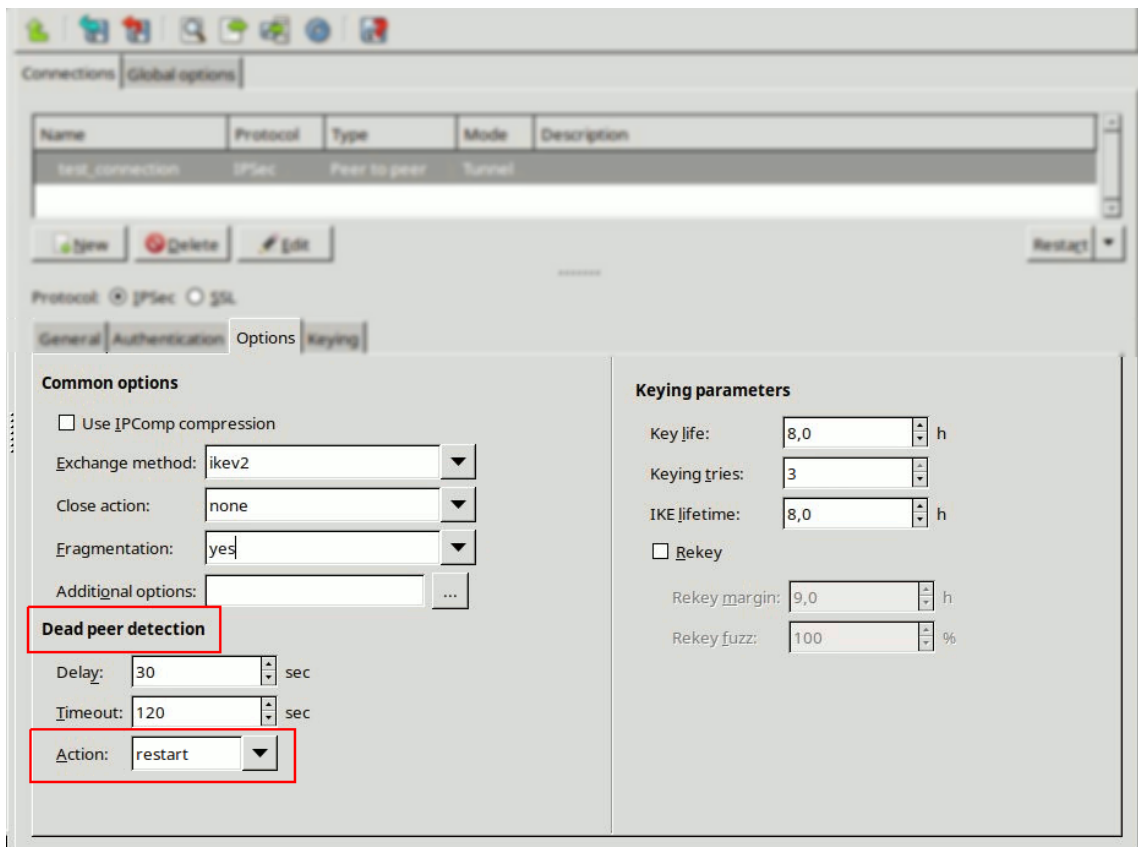 Connections Global options
Name Protocol Type Mode Description
test_connection IPSec Peer to peer Tunnel
New Delete Edit Restart
Protocol: IPSec SSL
General Authentication Options Keying
Common options
Use IPComp compression
Exchange method: ikev2
Close action: none
Fragmentation: yes
Additional options: ...
Dead peer detection
Delay: 30 sec
Timeout: 120 sec
Action: restart
Keying parameters
Key life: 8,0 h
Keying tries: 3
IKE lifetime: 8,0 h
Rekey
Rekey margin: 9,0 h
Rekey fuzz: 100 %